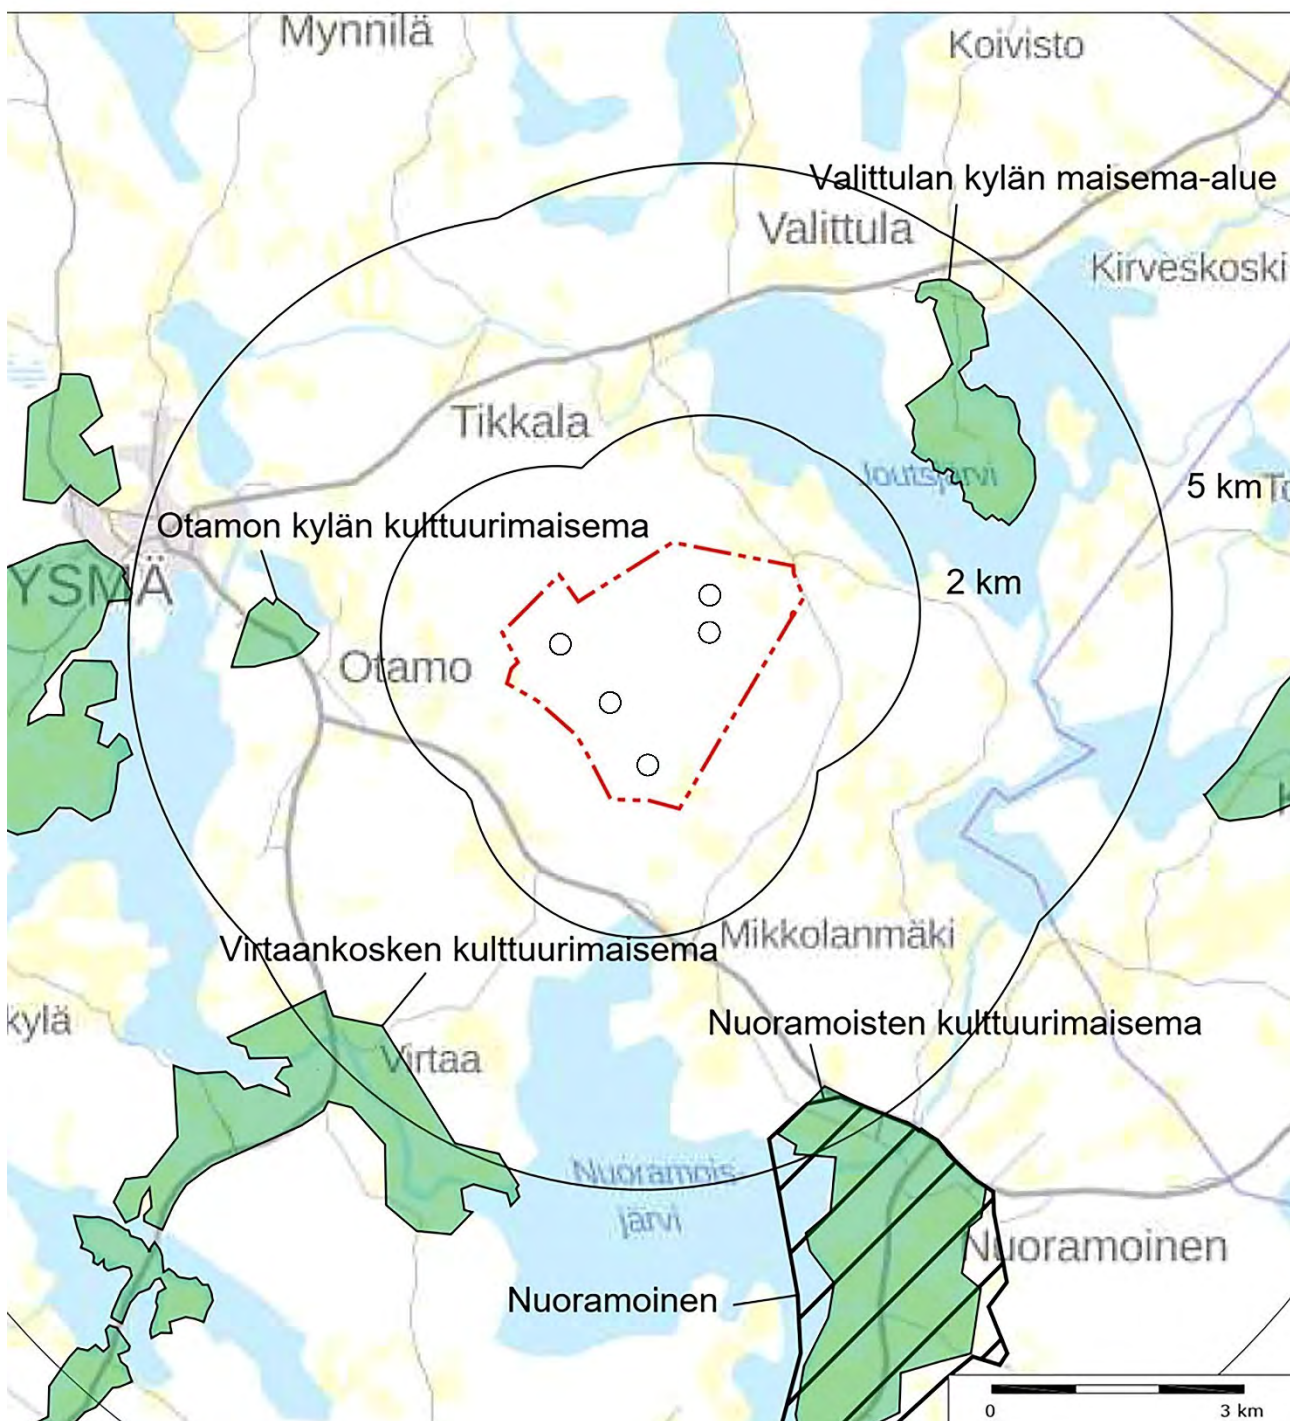 Mynnilä
Koivisto
Valittulan kylän maisema-alue
Valittula
Kirveskoski
Tikkala
Joutsjärvi
5 km
Otamon kylän kulttuurimaisema
2 km
YSMÄ
Otamo
Mikkolanmäki
Virtaankosken kulttuurimaisema
kylä
Nuoramoisten kulttuurimaisema
Virtaa
Nuoramois-
järvi
Nuoramoinen
Nuoramoinen
0 3 km